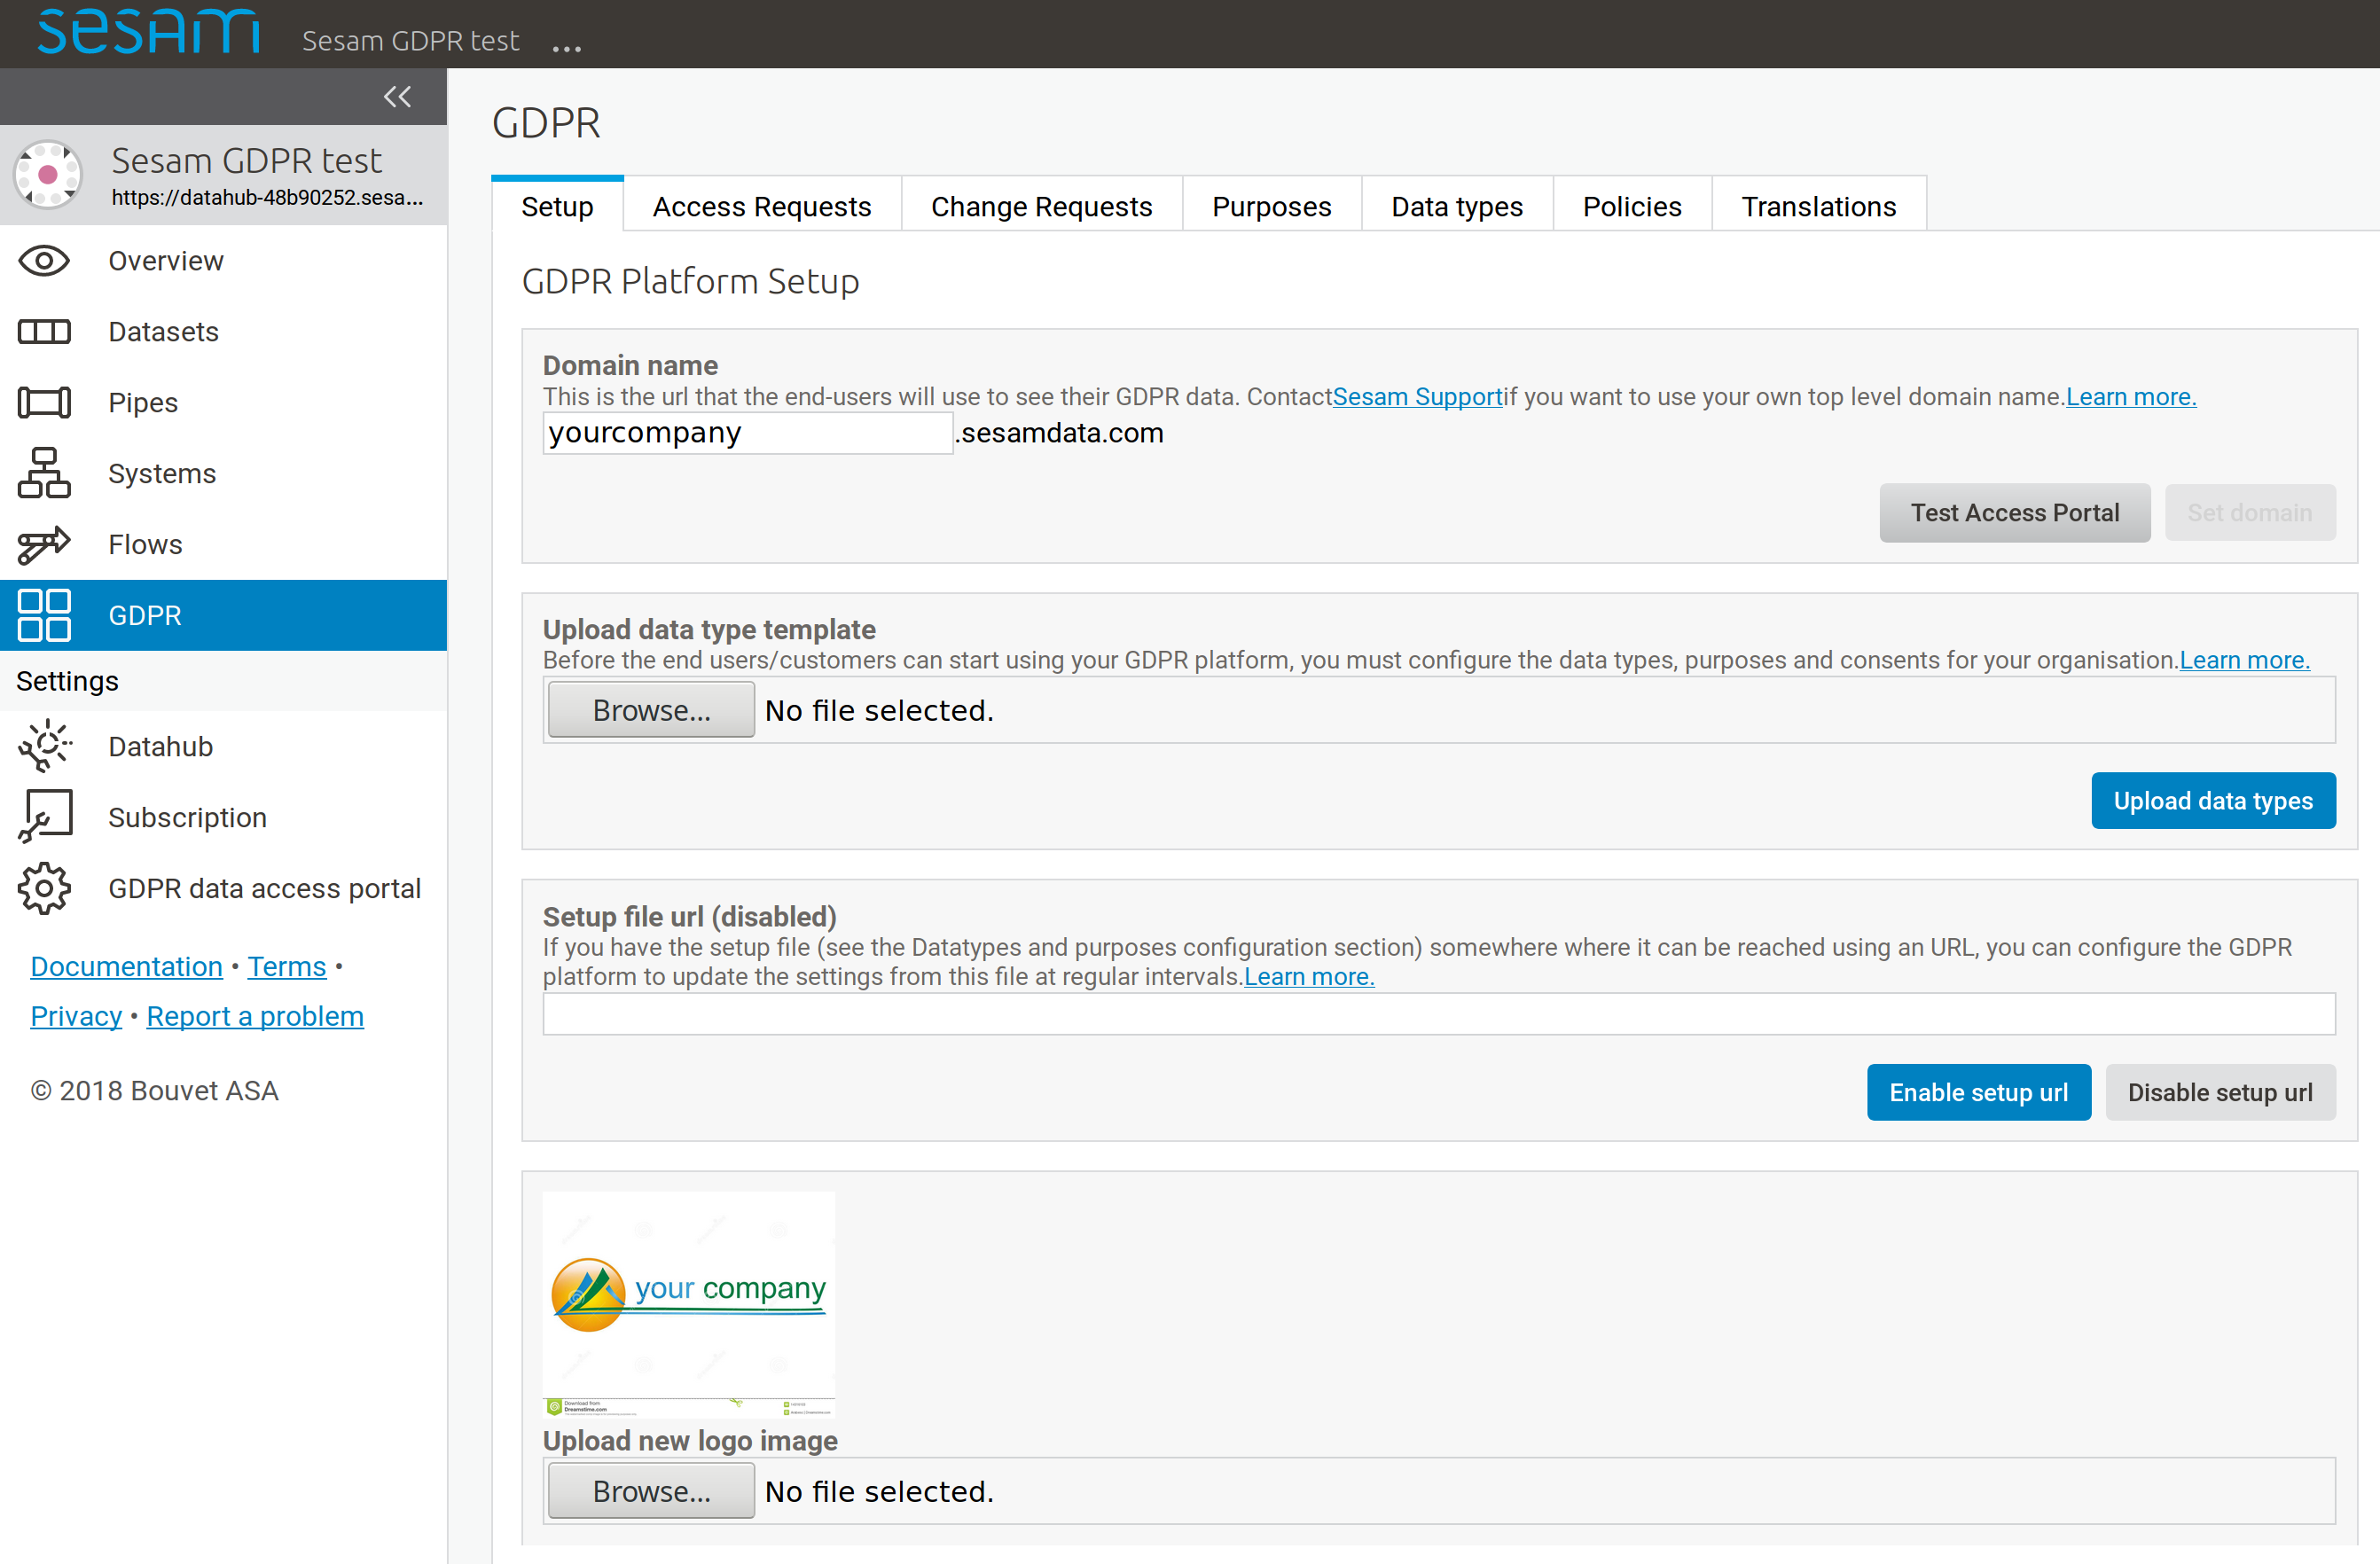 sesam
Sesam GDPR test ...
Sesam GDPR test
https://datahub-48b90252.sesa...
Overview
Datasets
Pipes
Systems
Flows
GDPR
Settings
Datahub
Subscription
GDPR data access portal
Documentation • Terms •
Privacy • Report a problem
© 2018 Bouvet ASA
GDPR
Setup Access Requests Change Requests Purposes Data types Policies Translations
GDPR Platform Setup
Domain name
This is the url that the end-users will use to see their GDPR data. ContactSesam Supportif you want to use your own top level domain name.Learn more.
yourcompany .sesamdata.com
Test Access Portal Set domain
Upload data type template
Before the end users/customers can start using your GDPR platform, you must configure the data types, purposes and consents for your organisation.Learn more.
Browse... No file selected.
Upload data types
Setup file url (disabled)
If you have the setup file (see the Datatypes and purposes configuration section) somewhere where it can be reached using an URL, you can configure the GDPR
platform to update the settings from this file at regular intervals.Learn more.
Enable setup url Disable setup url
your company
Download from
Dreamstime.com
Upload new logo image
Browse... No file selected.